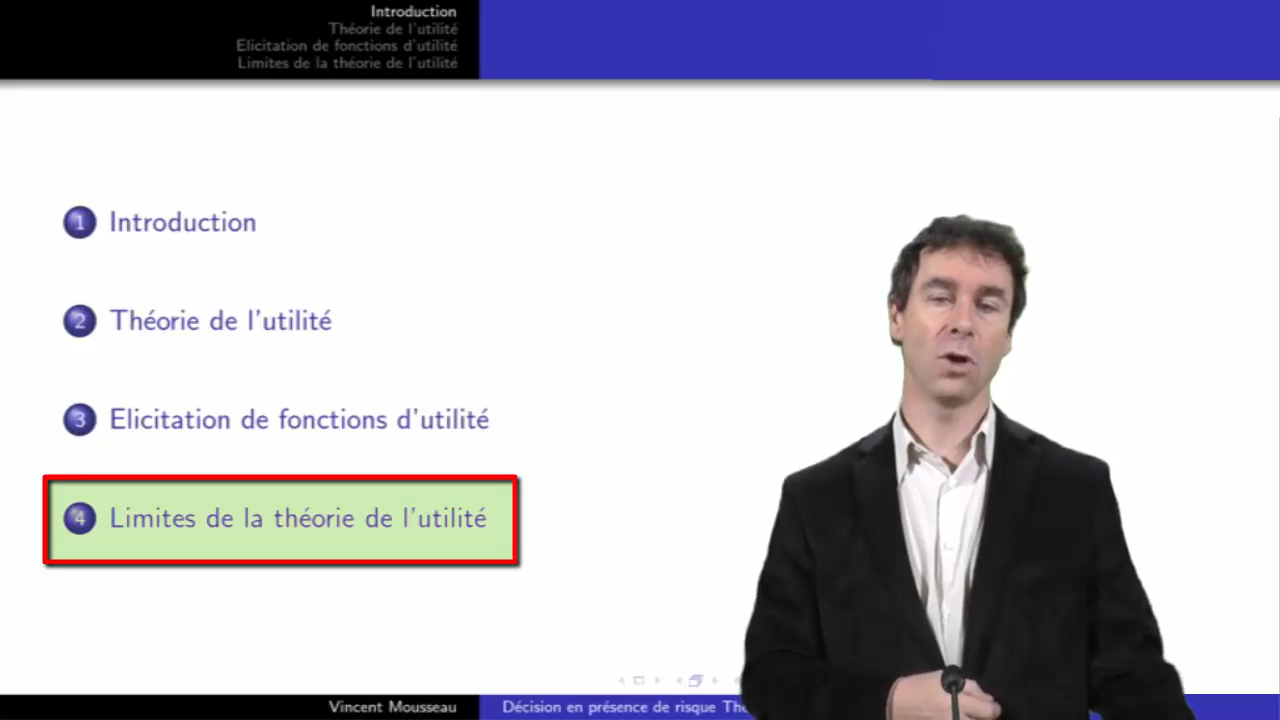 Introduction
Théorie de l'utilité
Elicitation de fonctions d'utilité
Limites de la théorie de l'utilité
1 Introduction
2 Théorie de l'utilité
3 Elicitation de fonctions d'utilité
4 Limites de la théorie de l'utilité
Vincent Mousseau
Décision en présence de risque